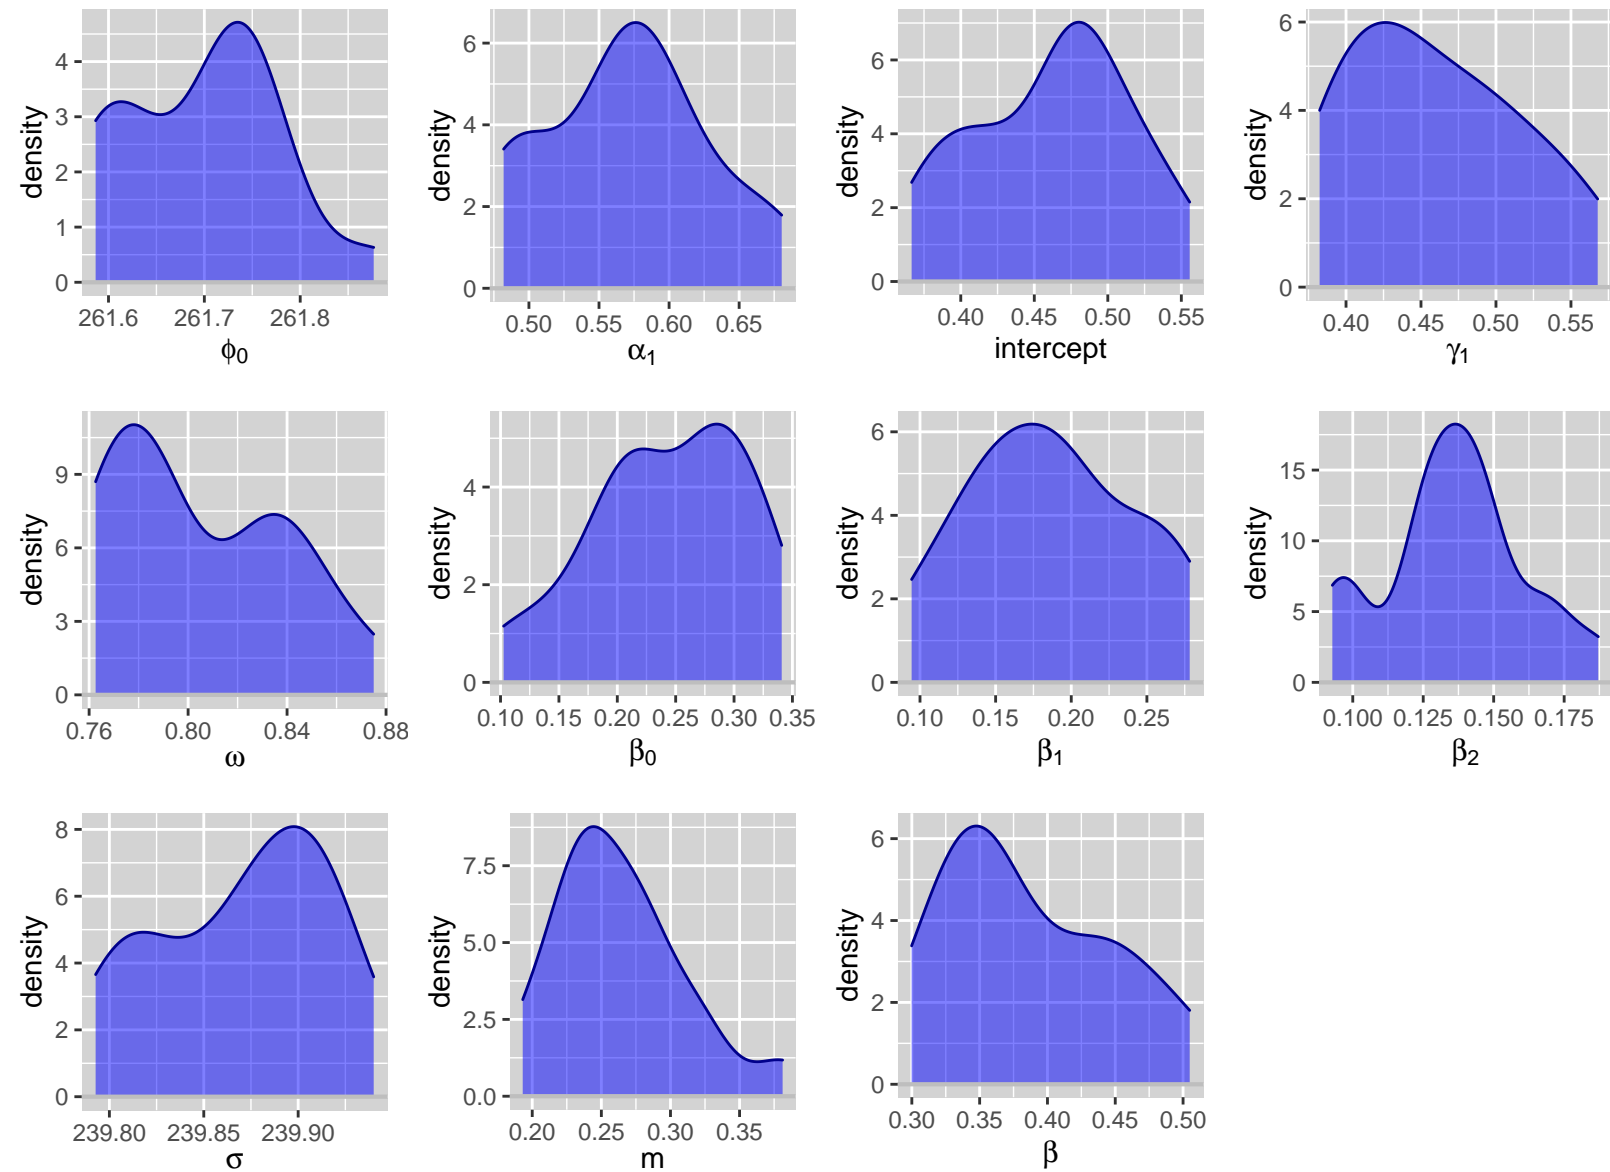 density
4
3
2
1
0
261.6 261.7 261.8
ϕ0
density
6
4
2
0
0.50 0.55 0.60 0.65
α1
density
6
4
2
0
0.40 0.45 0.50 0.55
intercept
density
6
4
2
0
0.40 0.45 0.50 0.55
γ1
density
9
6
3
0
0.76 0.80 0.84 0.88
ω
density
4
2
0
0.10 0.15 0.20 0.25 0.30 0.35
β0
density
6
4
2
0
0.10 0.15 0.20 0.25
β1
density
15
10
5
0
0.100 0.125 0.150 0.175
β2
density
8
6
4
2
0
239.80 239.85 239.90
σ
density
7.5
5.0
2.5
0.0
0.20 0.25 0.30 0.35
m
density
6
4
2
0
0.30 0.35 0.40 0.45 0.50
β